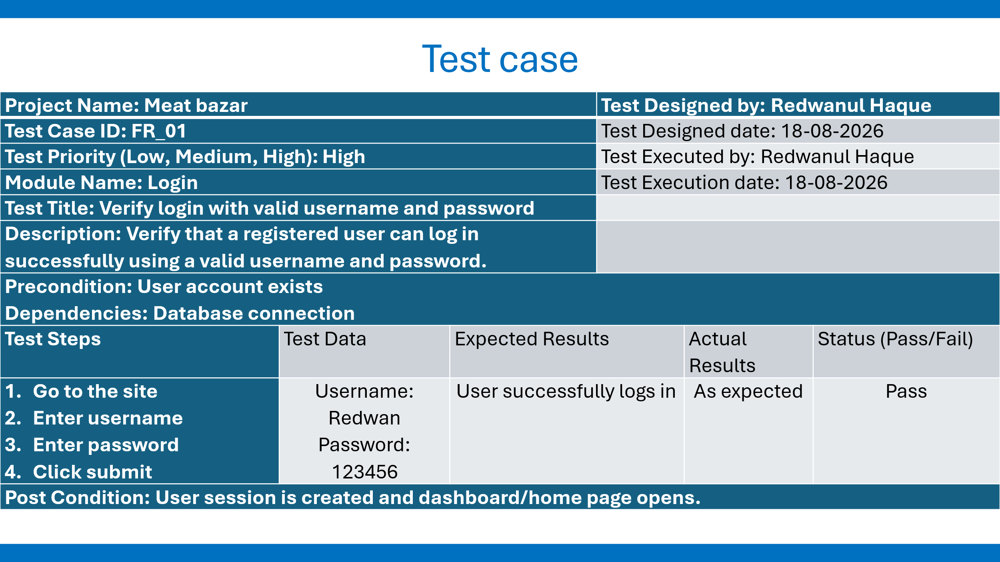 Test case
Project Name: Meat bazar
Test Designed by: Redwanul Haque
Test Case ID: FR_01
Test Designed date: 18-08-2026
Test Priority (Low, Medium, High): High
Test Executed by: Redwanul Haque
Module Name: Login
Test Execution date: 18-08-2026
Test Title: Verify login with valid username and password
Description: Verify that a registered user can log in
successfully using a valid username and password.
Precondition: User account exists
Dependencies: Database connection
Test Steps
Test Data
Expected Results
Actual
Results
Status (Pass/Fail)
1. Go to the site
2. Enter username
3. Enter password
4. Click submit
Username:
Redwan
Password:
123456
User successfully logs in
As expected
Pass
Post Condition: User session is created and dashboard/home page opens.